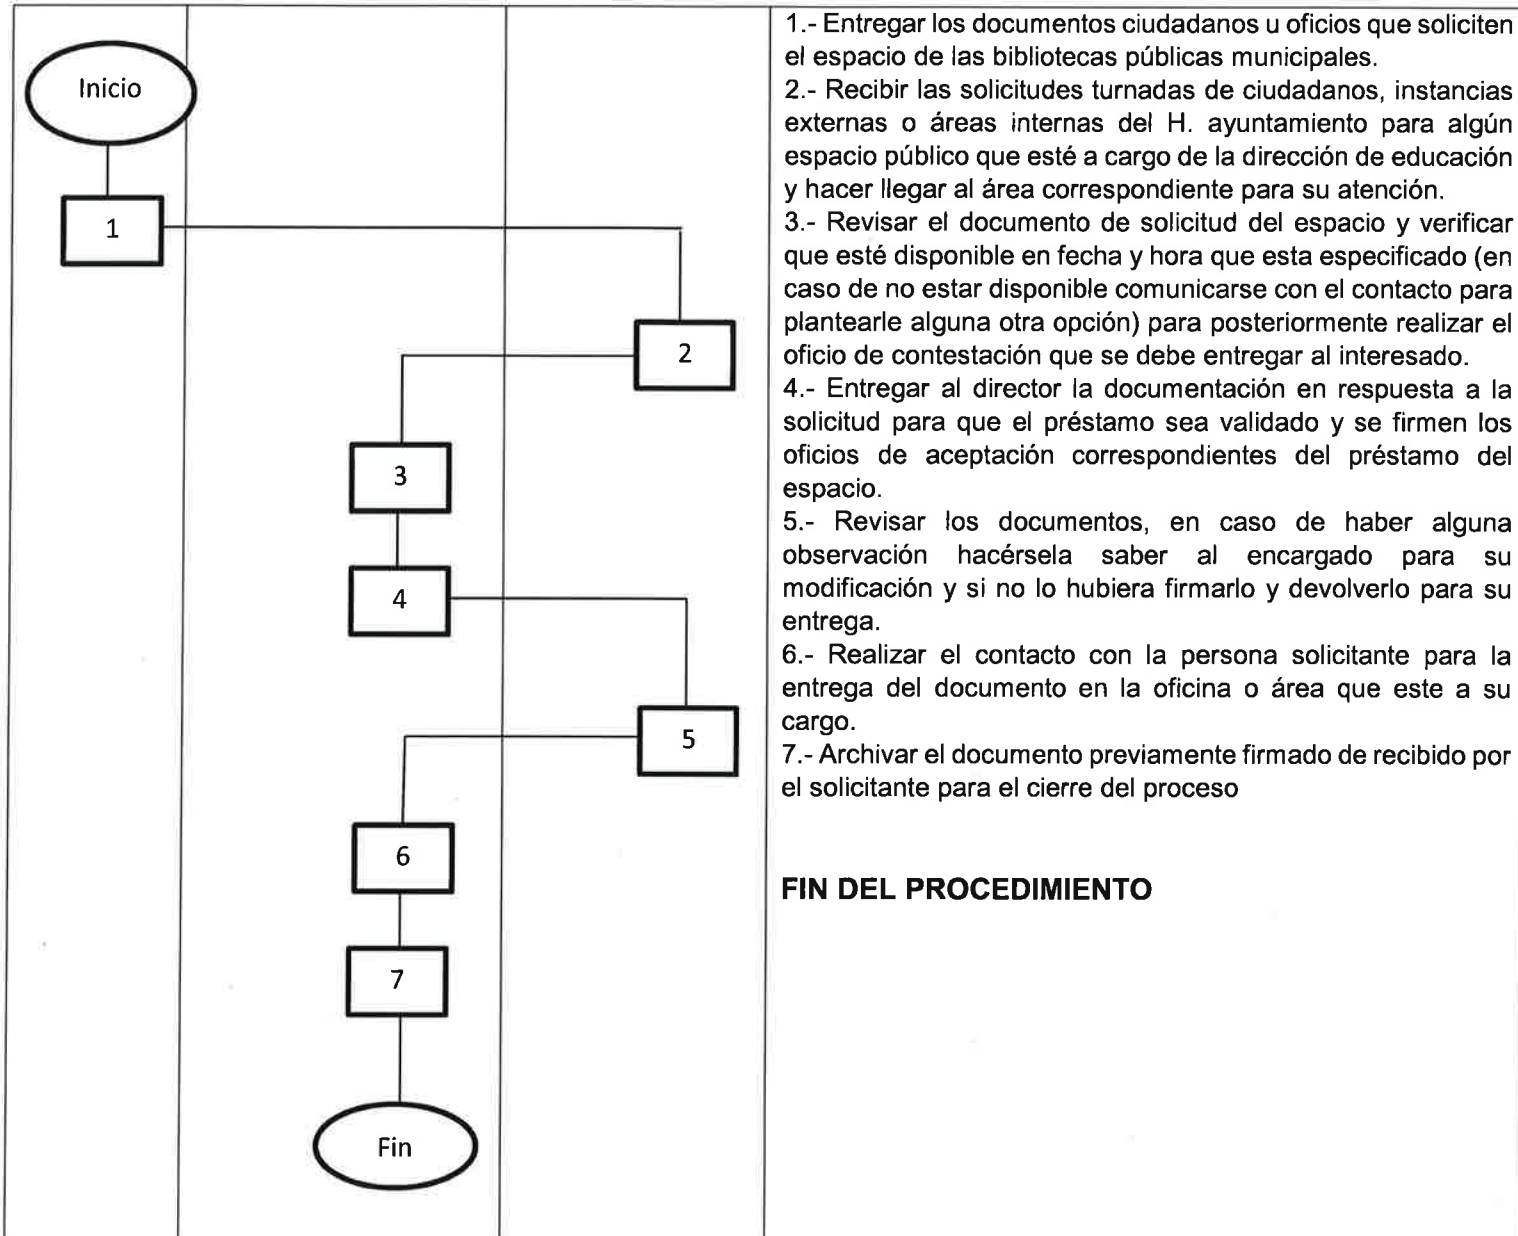 Inicio
1
2
3
4
5
6
7
Fin
1.- Entregar los documentos ciudadanos u oficios que soliciten
el espacio de las bibliotecas públicas municipales.
2.- Recibir las solicitudes turnadas de ciudadanos, instancias
externas o áreas internas del H. ayuntamiento para algún
espacio público que esté a cargo de la dirección de educación
y hacer llegar al área correspondiente para su atención.
3.- Revisar el documento de solicitud del espacio y verificar
que esté disponible en fecha y hora que esta especificado (en
caso de no estar disponible comunicarse con el contacto para
plantearle alguna otra opción) para posteriormente realizar el
oficio de contestación que se debe entregar al interesado.
4.- Entregar al director la documentación en respuesta a la
solicitud para que el préstamo sea validado y se firmen los
oficios de aceptación correspondientes del préstamo del
espacio.
5.- Revisar los documentos, en caso de haber alguna
observación hacérsela saber al encargado para su
modificación y si no lo hubiera firmarlo y devolverlo para su
entrega.
6.- Realizar el contacto con la persona solicitante para la
entrega del documento en la oficina o área que este a su
cargo.
7.- Archivar el documento previamente firmado de recibido por
el solicitante para el cierre del proceso
FIN DEL PROCEDIMIENTO